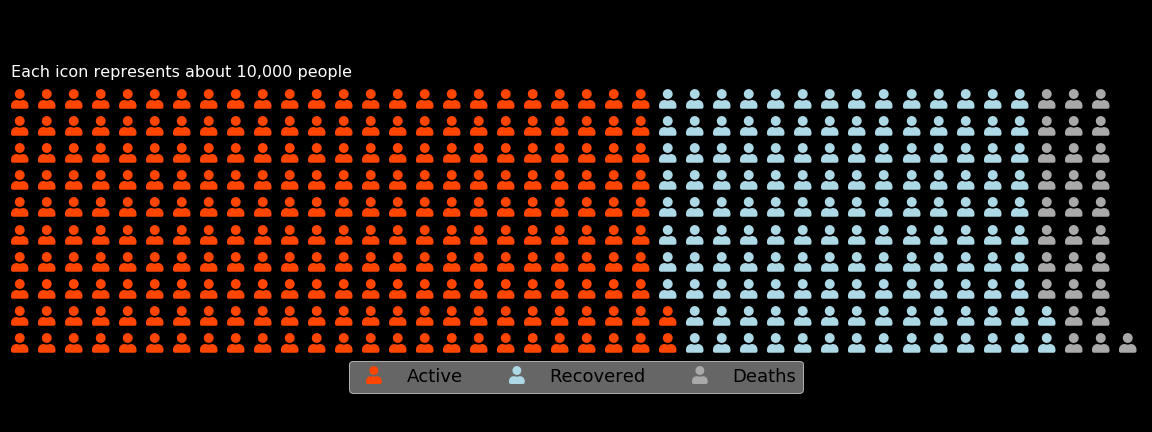 Each icon represents about 10,000 people
Active Recovered Deaths